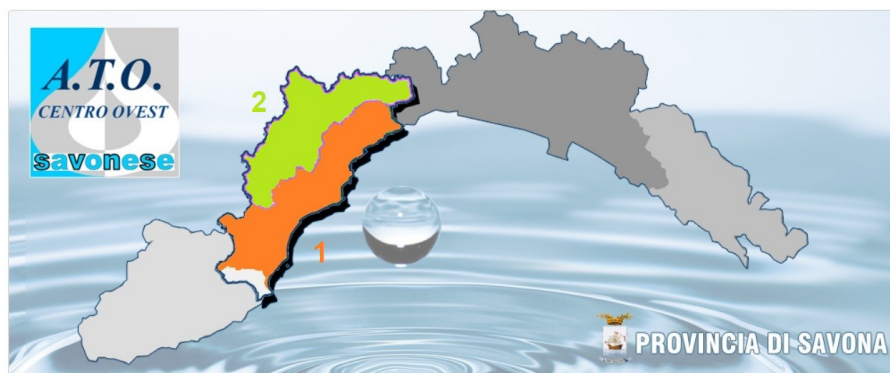 A.T.O.
CENTRO OVEST
savonese
2
1
PROVINCIA DI SAVONA